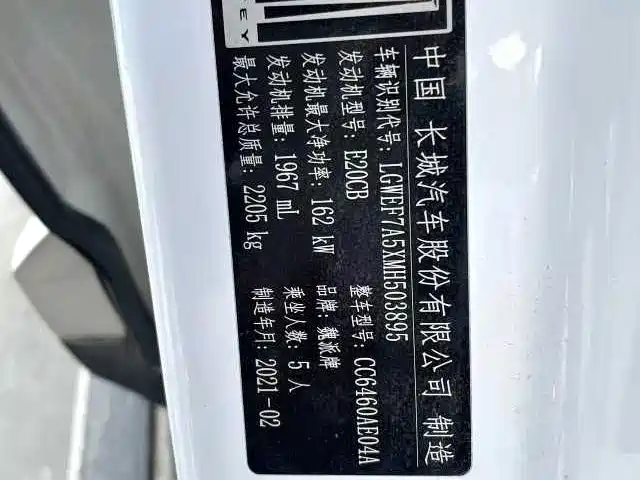 WEY
中国 长城汽车股份有限公司 制造
车辆识别代号: LGWEF7A5XMH503895
发动机型号: E20CB 整车型号: CC6460AE04A
发动机最大净功率: 162 kW 品牌: 魏派牌
发动机排量: 1967 mL 乘坐人数: 5 人
最大允许总质量: 2205 kg 制造年月: 2021-02